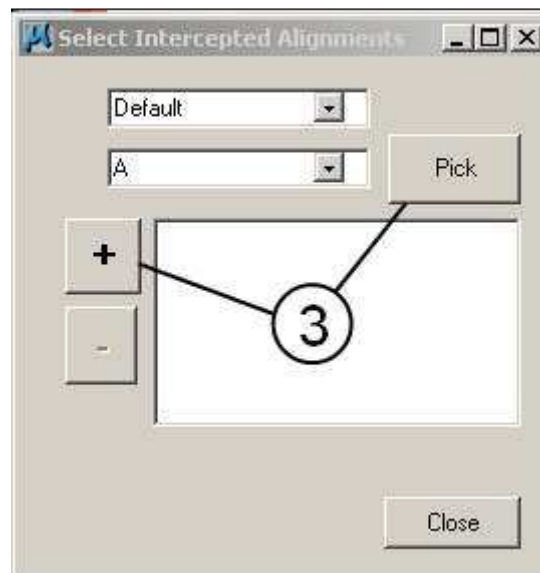 Select Intercepted Alignments
Default
A
Pick
+
3
-
Close